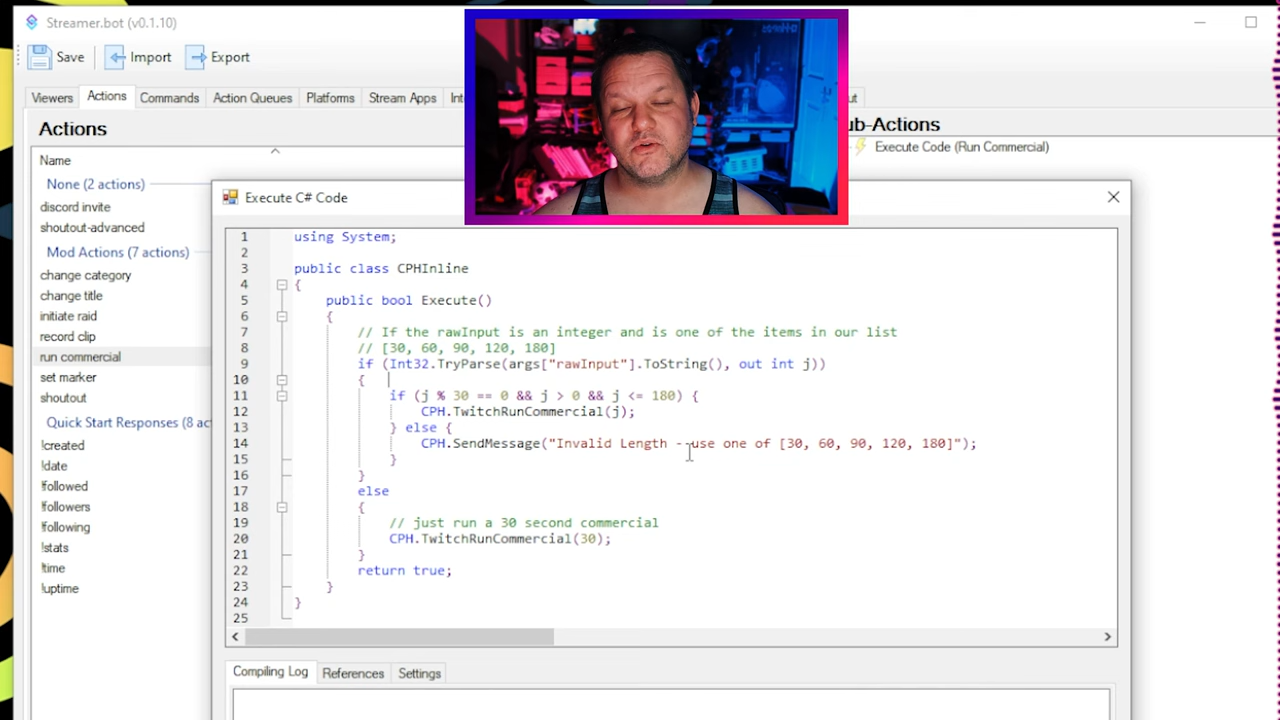 Streamer.bot (v0.1.10)
Save
Import
Export
Viewers
Actions
Commands
Action Queues
Platforms
Stream Apps
Actions
ub-Actions
Name
Execute Code (Run Commercial)
None (2 actions)
discord invite
shoutout-advanced
Mod Actions (7 actions)
change category
change title
initiate raid
record clip
run commercial
set marker
shoutout
Quick Start Responses (8 ac
!created
!date
!followed
!followers
!following
!stats
!time
!uptime
Execute C# Code
1 using System;
2
3 public class CPHInline
4 {
5 public bool Execute()
6 {
7 // If the rawInput is an integer and is one of the items in our list
8 // [30, 60, 90, 120, 180]
9 if (Int32.TryParse(args["rawInput"].ToString(), out int j))
10 {
11 if (j % 30 == 0 && j > 0 && j <= 180) {
12 CPH.TwitchRunCommercial(j);
13 } else {
14 CPH.SendMessage("Invalid Length --use one of [30, 60, 90, 120, 180]");
15 }
16 }
17 else
18 {
19 // just run a 30 second commercial
20 CPH.TwitchRunCommercial(30);
21 }
22 return true;
23 }
24 }
25
Compiling Log
References
Settings